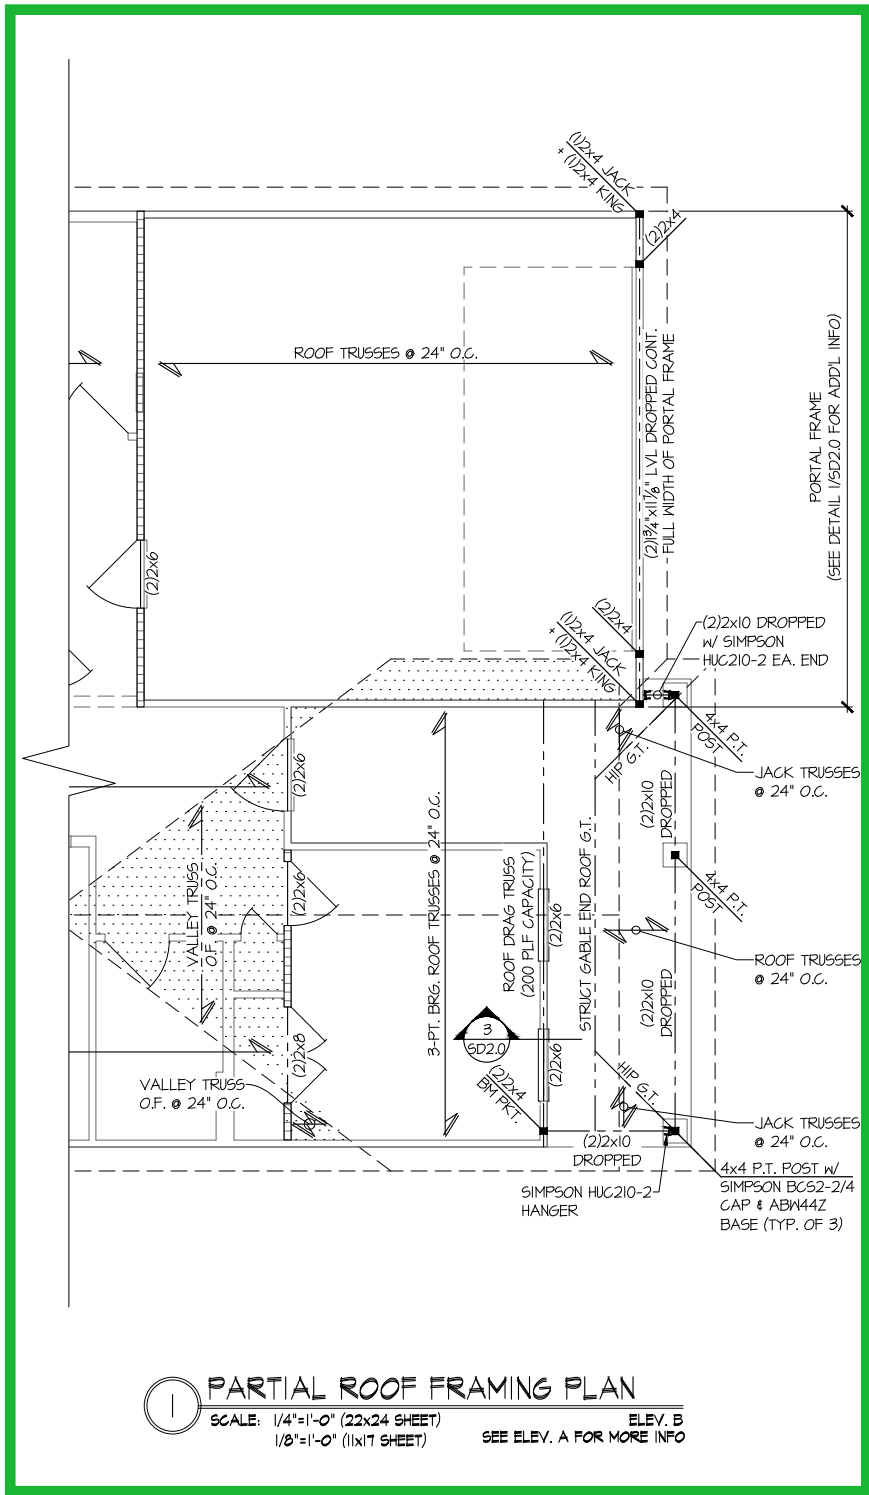 (1)2x4 JACK
+ (1)2x4 KING
(2)2x4
ROOF TRUSSES @ 24" O.C.
(2)1¾"x11⅞" LVL DROPPED CONT.
FULL WIDTH OF PORTAL FRAME
PORTAL FRAME
(SEE DETAIL 1/SD2.0 FOR ADD'L INFO)
(2)2x6
(2)2x4
(1)2x4 JACK
+ (1)2x4 KING
(2)2x10 DROPPED
W/ SIMPSON
HUC210-2 EA. END
4x4 P.T.
POST
HIP G.T.
JACK TRUSSES
@ 24" O.C.
(2)2x6
(2)2x10
DROPPED
VALLEY TRUSS
O.F. @ 24" O.C.
(2)2x6
3-PT. BRG. ROOF TRUSSES @ 24" O.C.
ROOF DRAG TRUSS
(200 PLF CAPACITY)
(2)2x6
STRUCT GABLE END ROOF G.T.
4x4 P.T.
POST
ROOF TRUSSES
@ 24" O.C.
(2)2x10
DROPPED
3
SD2.0
(2)2x8
(2)2x6
(2)2x4
BM PKT.
HIP G.T.
VALLEY TRUSS
O.F. @ 24" O.C.
JACK TRUSSES
@ 24" O.C.
(2)2x10
DROPPED
4x4 P.T. POST W/
SIMPSON BCS2-2/4
CAP & ABW44Z
BASE (TYP. OF 3)
SIMPSON HUC210-2
HANGER
1
PARTIAL ROOF FRAMING PLAN
SCALE: 1/4"=1'-0" (22x24 SHEET)
1/8"=1'-0" (11x17 SHEET)
ELEV. B
SEE ELEV. A FOR MORE INFO